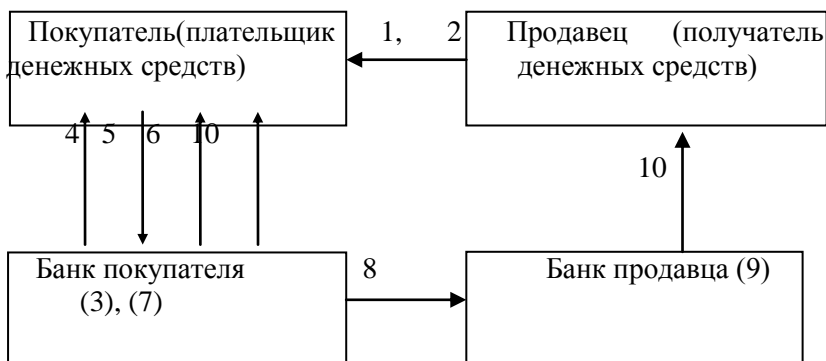 Покупатель(плательщик денежных средств)
1, 2
Продавец (получатель денежных средств)
4 5 6 10
10
Банк покупателя
(3), (7)
8
Банк продавца (9)